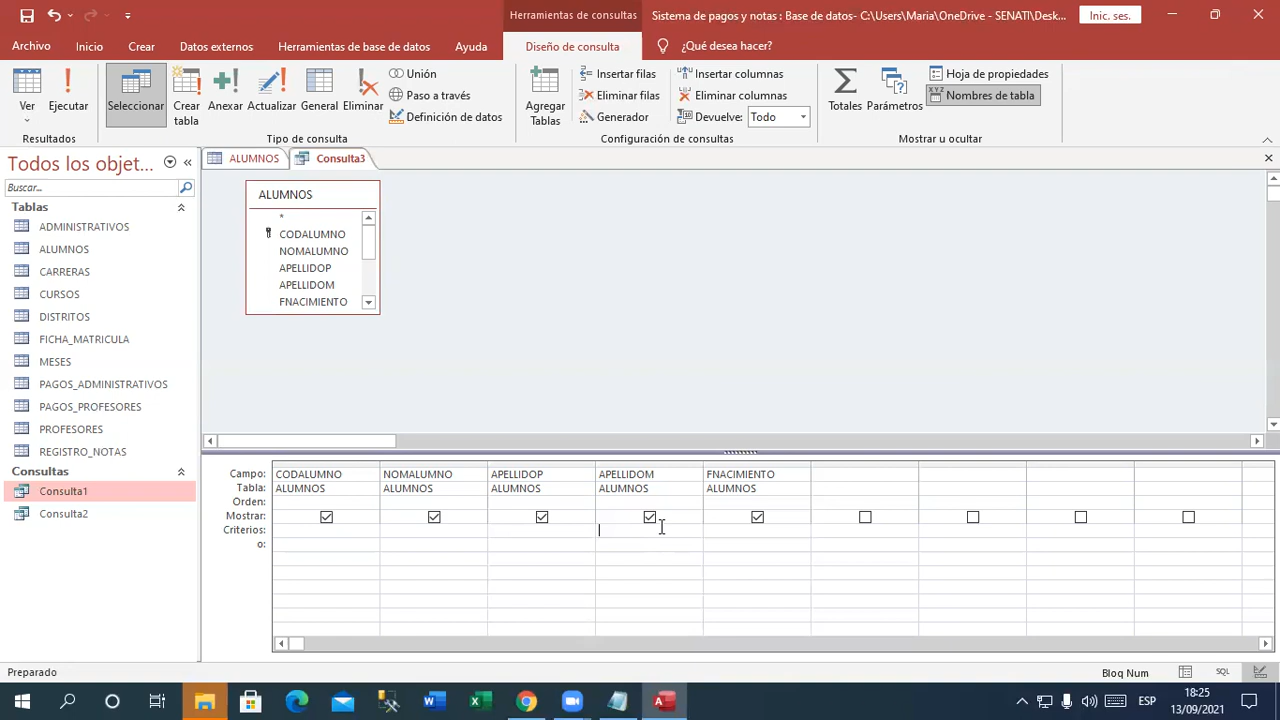 Herramientas de consultas
Sistema de pagos y notas : Base de datos- C:\Users\Maria\OneDrive - SENATI\Desk...
Inic. ses.
Archivo
Inicio
Crear
Datos externos
Herramientas de base de datos
Ayuda
Diseño de consulta
¿Qué desea hacer?
Ver
Ejecutar
Seleccionar
Crear tabla
Anexar
Actualizar
General
Eliminar
Unión
Paso a través
Definición de datos
Agregar Tablas
Insertar filas
Eliminar filas
Generador
Insertar columnas
Eliminar columnas
Devuelve: Todo
Totales
Parámetros
Hoja de propiedades
XYZ Nombres de tabla
Resultados
Tipo de consulta
Configuración de consultas
Mostrar u ocultar
Todos los objet...
Buscar...
Tablas
ADMINISTRATIVOS
ALUMNOS
CARRERAS
CURSOS
DISTRITOS
FICHA_MATRICULA
MESES
PAGOS_ADMINISTRATIVOS
PAGOS_PROFESORES
PROFESORES
REGISTRO_NOTAS
Consultas
Consulta1
Consulta2
ALUMNOS
Consulta3
ALUMNOS
*
CODALUMNO
NOMALUMNO
APELLIDOP
APELLIDOM
FNACIMIENTO
Campo: CODALUMNO NOMALUMNO APELLIDOP APELLIDOM FNACIMIENTO
Tabla: ALUMNOS ALUMNOS ALUMNOS ALUMNOS ALUMNOS
Orden:
Mostrar:
Criterios:
o:
Preparado
Bloq Num
SQL
ESP
18:25
13/09/2021